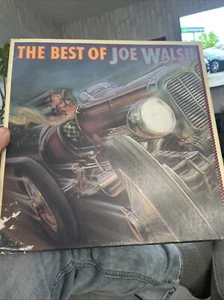 THE BEST OF JOE WALSH